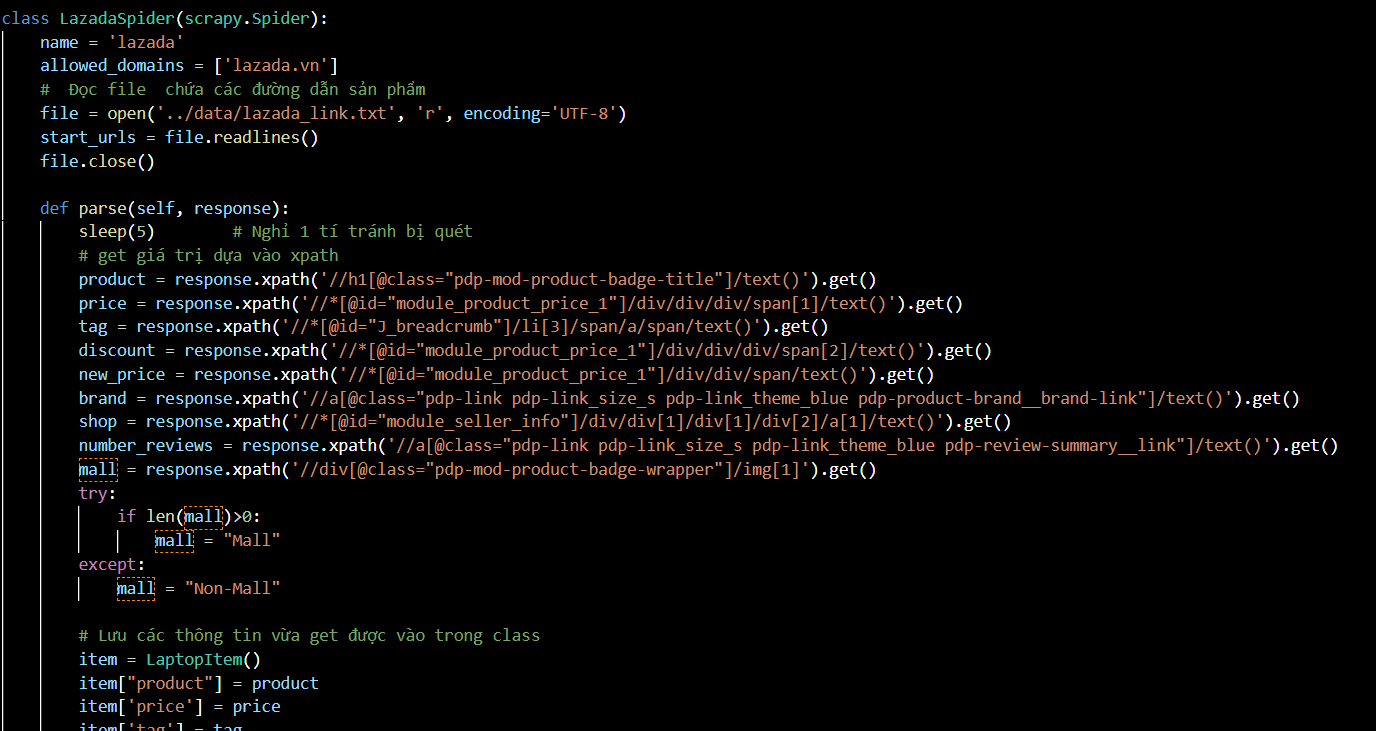 class LazadaSpider(scrapy.Spider):
    name = 'lazada'
    allowed_domains = ['lazada.vn']
    #  Đọc file  chứa các đường dẫn sản phẩm
    file = open('../data/lazada_link.txt', 'r', encoding='UTF-8')
    start_urls = file.readlines()
    file.close()

    def parse(self, response):
        sleep(5)        # Nghỉ 1 tí tránh bị quét
        # get giá trị dựa vào xpath
        product = response.xpath('//h1[@class="pdp-mod-product-badge-title"]/text()').get()
        price = response.xpath('//*[@id="module_product_price_1"]/div/div/div/span[1]/text()').get()
        tag = response.xpath('//*[@id="J_breadcrumb"]/li[3]/span/a/span/text()').get()
        discount = response.xpath('//*[@id="module_product_price_1"]/div/div/div/span[2]/text()').get()
        new_price = response.xpath('//*[@id="module_product_price_1"]/div/div/span/text()').get()
        brand = response.xpath('//a[@class="pdp-link pdp-link_size_s pdp-link_theme_blue pdp-product-brand__brand-link"]/text()').get()
        shop = response.xpath('//*[@id="module_seller_info"]/div/div[1]/div[1]/div[2]/a[1]/text()').get()
        number_reviews = response.xpath('//a[@class="pdp-link pdp-link_size_s pdp-link_theme_blue pdp-review-summary__link"]/text()').get()
        mall = response.xpath('//div[@class="pdp-mod-product-badge-wrapper"]/img[1]').get()
        try:
            if len(mall)>0:
                mall = "Mall"
        except:
            mall = "Non-Mall"

        # Lưu các thông tin vừa get được vào trong class
        item = LaptopItem()
        item["product"] = product
        item['price'] = price
        item['tag'] = tag